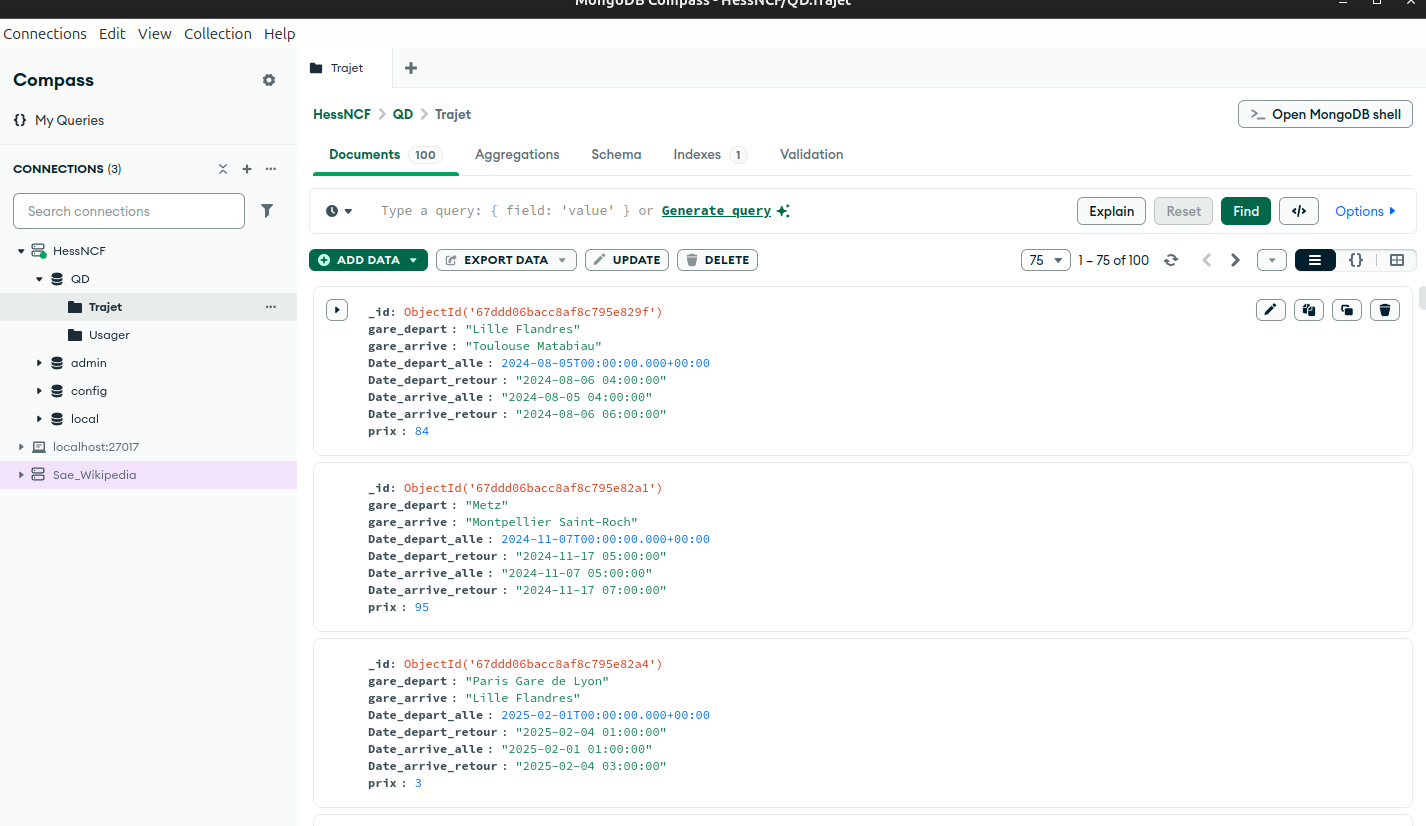 MongoDB Compass - HessNCF/QD.Trajet
Connections Edit View Collection Help
Compass
My Queries
CONNECTIONS (3)
Search connections
HessNCF
QD
Trajet
Usager
admin
config
local
localhost:27017
Sae_Wikipedia
Trajet
HessNCF > QD > Trajet
>_ Open MongoDB shell
Documents 100 Aggregations Schema Indexes 1 Validation
Type a query: { field: 'value' } or Generate query
Explain Reset Find </> Options
ADD DATA EXPORT DATA UPDATE DELETE
75 1 – 75 of 100 {}
_id: ObjectId('67ddd06bacc8af8c795e829f')
gare_depart : "Lille Flandres"
gare_arrive : "Toulouse Matabiau"
Date_depart_alle : 2024-08-05T00:00:00.000+00:00
Date_depart_retour : "2024-08-06 04:00:00"
Date_arrive_alle : "2024-08-05 04:00:00"
Date_arrive_retour : "2024-08-06 06:00:00"
prix : 84
_id: ObjectId('67ddd06bacc8af8c795e82a1')
gare_depart : "Metz"
gare_arrive : "Montpellier Saint-Roch"
Date_depart_alle : 2024-11-07T00:00:00.000+00:00
Date_depart_retour : "2024-11-17 05:00:00"
Date_arrive_alle : "2024-11-07 05:00:00"
Date_arrive_retour : "2024-11-17 07:00:00"
prix : 95
_id: ObjectId('67ddd06bacc8af8c795e82a4')
gare_depart : "Paris Gare de Lyon"
gare_arrive : "Lille Flandres"
Date_depart_alle : 2025-02-01T00:00:00.000+00:00
Date_depart_retour : "2025-02-04 01:00:00"
Date_arrive_alle : "2025-02-01 01:00:00"
Date_arrive_retour : "2025-02-04 03:00:00"
prix : 3